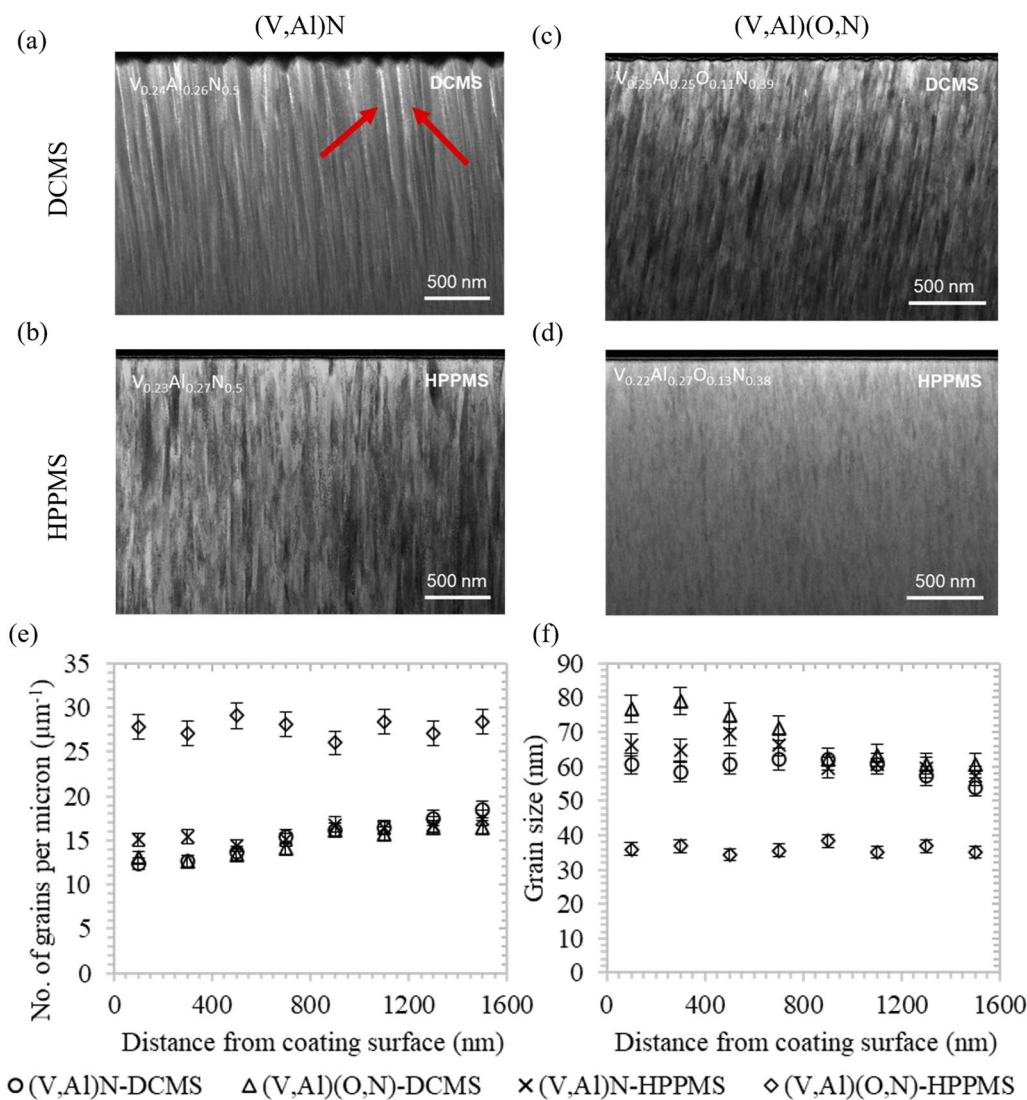 (V,Al)N
(V,Al)(O,N)
(a)
(c)
DCMS
V0.24Al0.26N0.5
DCMS
500 nm
V0.25Al0.25O0.11N0.39
DCMS
500 nm
(b)
(d)
HPPMS
V0.23Al0.27N0.5
HPPMS
500 nm
V0.22Al0.27O0.13N0.38
HPPMS
500 nm
(e)
No. of grains per micron (µm-1)
35
30
25
20
15
10
5
0
0 400 800 1200 1600
Distance from coating surface (nm)
(f)
Grain size (nm)
90
80
70
60
50
40
30
20
10
0
0 400 800 1200 1600
Distance from coating surface (nm)
(V,Al)N-DCMS (V,Al)(O,N)-DCMS (V,Al)N-HPPMS (V,Al)(O,N)-HPPMS